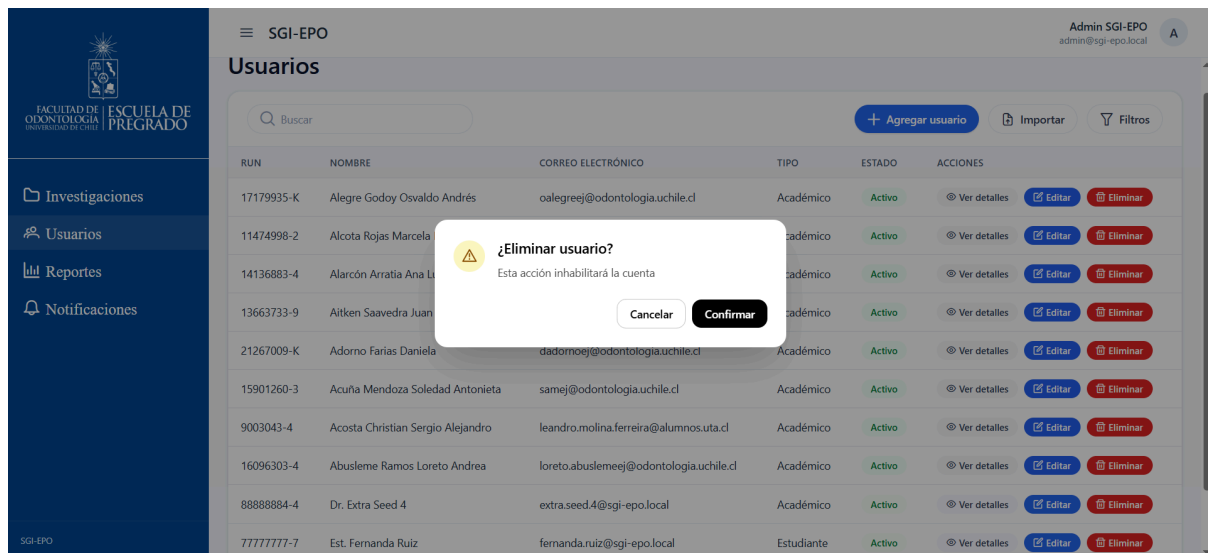 FACULTAD DE ODONTOLOGÍA
UNIVERSIDAD DE CHILE
ESCUELA DE PREGRADO
Investigaciones
Usuarios
Reportes
Notificaciones
SGI-EPO
SGI-EPO
Admin SGI-EPO
admin@sgi-epo.local
A
Usuarios
Buscar
Agregar usuario
Importar
Filtros
RUN NOMBRE CORREO ELECTRÓNICO TIPO ESTADO ACCIONES
17179935-K Alegre Godoy Osvaldo Andrés oalegreej@odontologia.uchile.cl Académico Activo Ver detalles Editar Eliminar
11474998-2 Alcota Rojas Marcela Académico Activo Ver detalles Editar Eliminar
14136883-4 Alarcón Arratia Ana Académico Activo Ver detalles Editar Eliminar
13663733-9 Aitken Saavedra Juan Académico Activo Ver detalles Editar Eliminar
21267009-K Adorno Farias Daniela dadornoej@odontologia.uchile.cl Académico Activo Ver detalles Editar Eliminar
15901260-3 Acuña Mendoza Soledad Antonieta samej@odontologia.uchile.cl Académico Activo Ver detalles Editar Eliminar
9003043-4 Acosta Christian Sergio Alejandro leandro.molina.ferreira@alumnos.uta.cl Académico Activo Ver detalles Editar Eliminar
16096303-4 Abusleme Ramos Loreto Andrea loreto.abuslemeej@odontologia.uchile.cl Académico Activo Ver detalles Editar Eliminar
88888884-4 Dr. Extra Seed 4 extra.seed.4@sgi-epo.local Académico Activo Ver detalles Editar Eliminar
77777777-7 Est. Fernanda Ruiz fernanda.ruiz@sgi-epo.local Estudiante Activo Ver detalles Editar Eliminar
¿Eliminar usuario?
Esta acción inhabilitará la cuenta
Cancelar
Confirmar